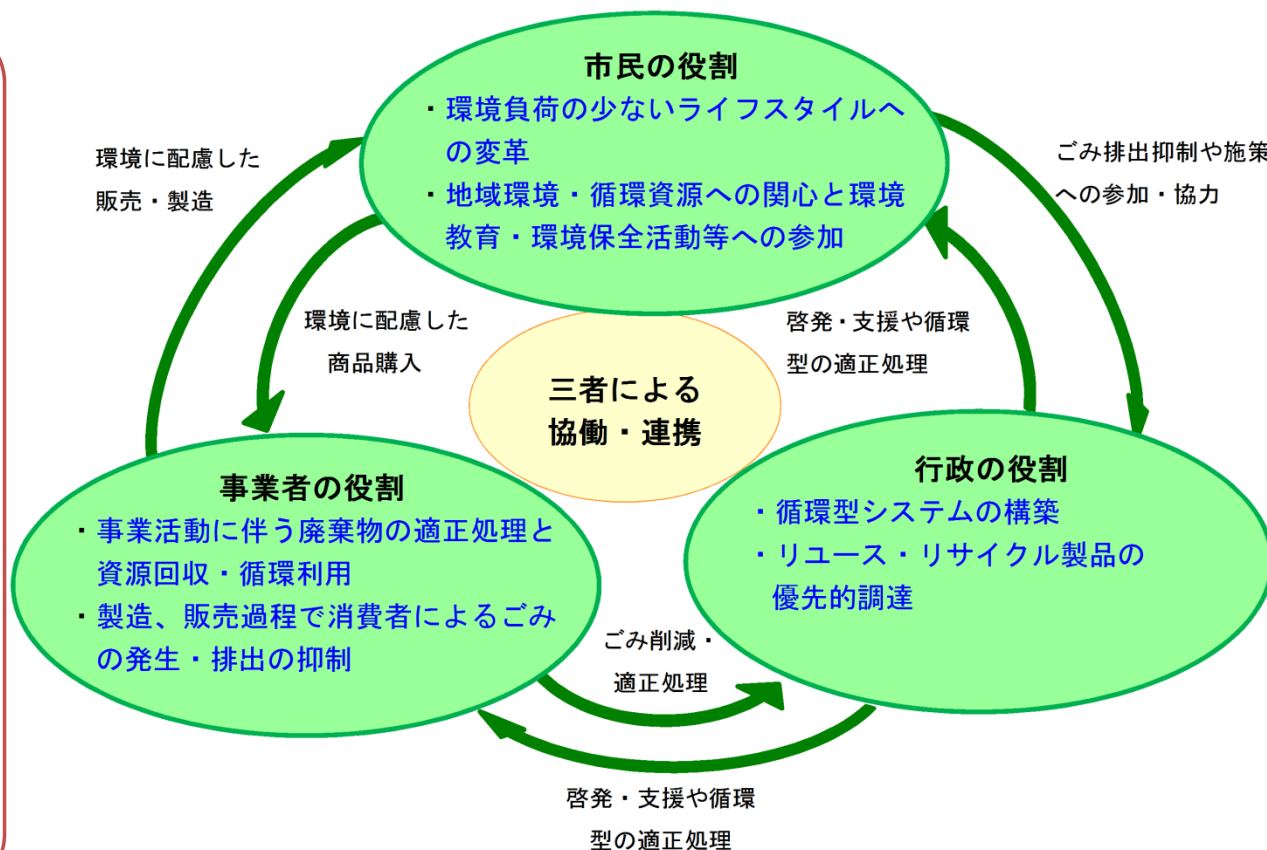 市民の役割
・環境負荷の少ないライフスタイルへ
の変革
・地域環境・循環資源への関心と環境
教育・環境保全活動等への参加
環境に配慮した
販売・製造
ごみ排出抑制や施策
への参加・協力
環境に配慮した
商品購入
啓発・支援や循環
型の適正処理
三者による
協働・連携
事業者の役割
・事業活動に伴う廃棄物の適正処理と
資源回収・循環利用
・製造、販売過程で消費者によるごみ
の発生・排出の抑制
行政の役割
・循環型システムの構築
・リユース・リサイクル製品の
優先的調達
ごみ削減・
適正処理
啓発・支援や循環
型の適正処理